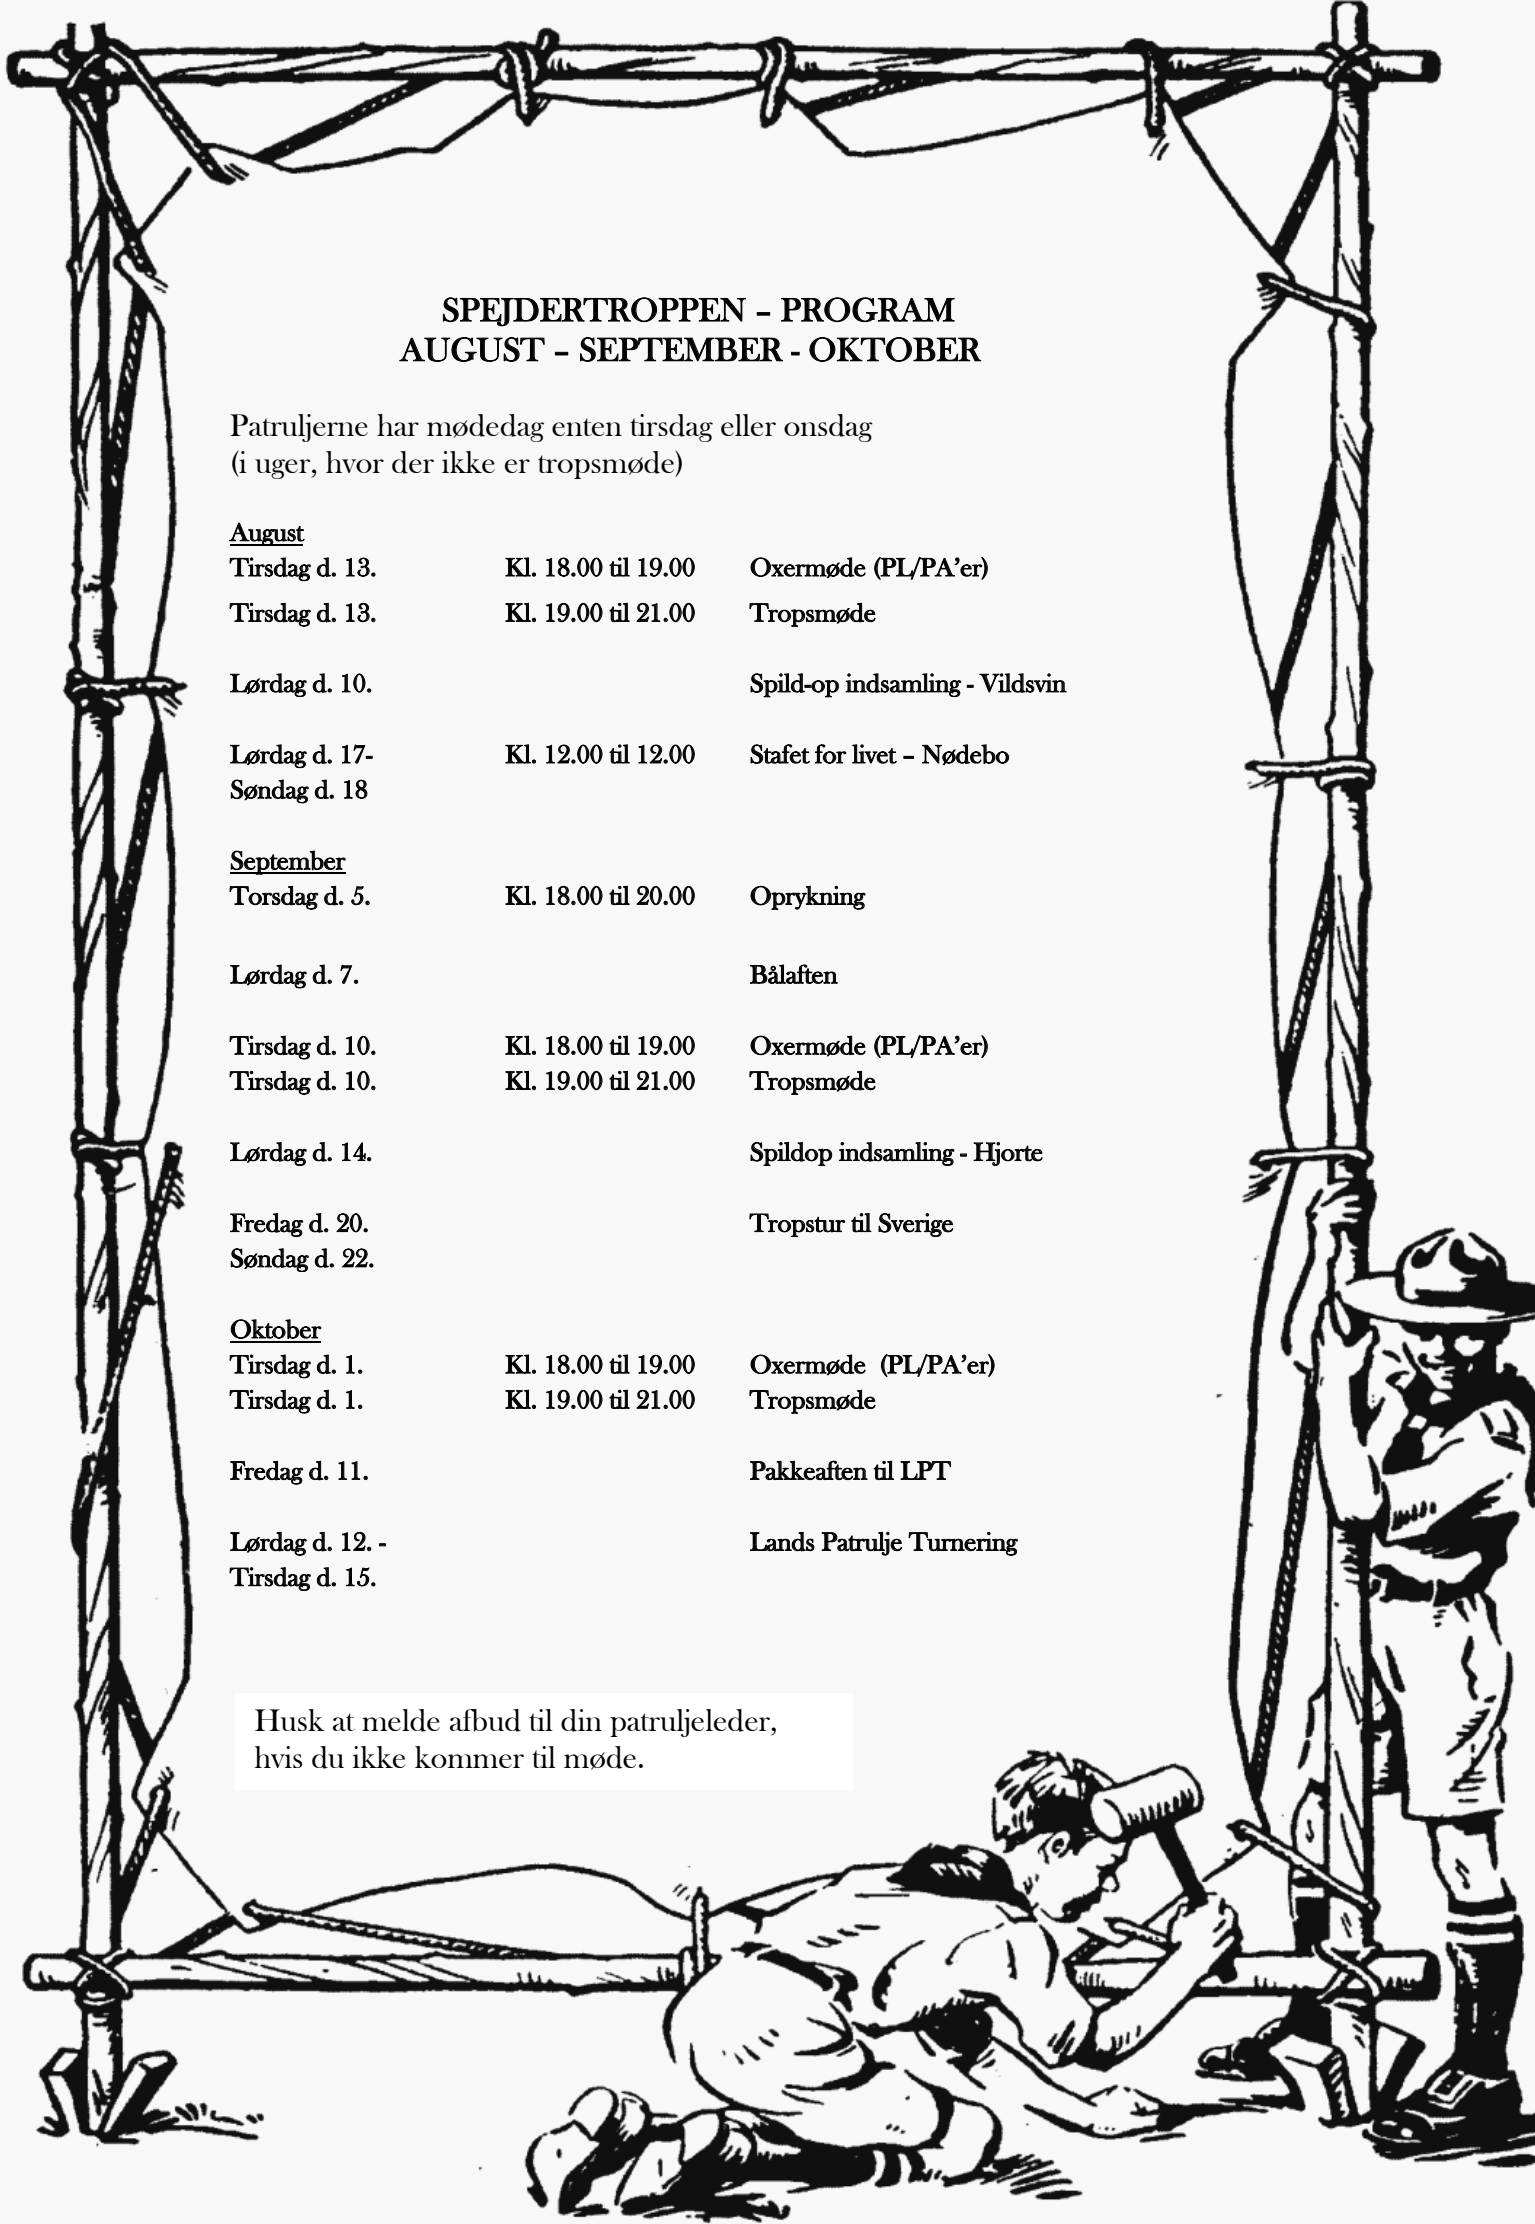 SPEJDERTROPPEN – PROGRAM
AUGUST – SEPTEMBER - OKTOBER
Patruljerne har mødedag enten tirsdag eller onsdag
(i uger, hvor der ikke er tropsmøde)
August
Tirsdag d. 13. Kl. 18.00 til 19.00 Oxermøde (PL/PA’er)
Tirsdag d. 13. Kl. 19.00 til 21.00 Tropsmøde
Lørdag d. 10. Spild-op indsamling - Vildsvin
Lørdag d. 17- Kl. 12.00 til 12.00 Stafet for livet – Nødebo
Søndag d. 18
September
Torsdag d. 5. Kl. 18.00 til 20.00 Oprykning
Lørdag d. 7. Bålaften
Tirsdag d. 10. Kl. 18.00 til 19.00 Oxermøde (PL/PA’er)
Tirsdag d. 10. Kl. 19.00 til 21.00 Tropsmøde
Lørdag d. 14. Spildop indsamling - Hjorte
Fredag d. 20. Tropstur til Sverige
Søndag d. 22.
Oktober
Tirsdag d. 1. Kl. 18.00 til 19.00 Oxermøde (PL/PA’er)
Tirsdag d. 1. Kl. 19.00 til 21.00 Tropsmøde
Fredag d. 11. Pakkeaften til LPT
Lørdag d. 12. - Lands Patrulje Turnering
Tirsdag d. 15.
Husk at melde afbud til din patruljeleder,
hvis du ikke kommer til møde.